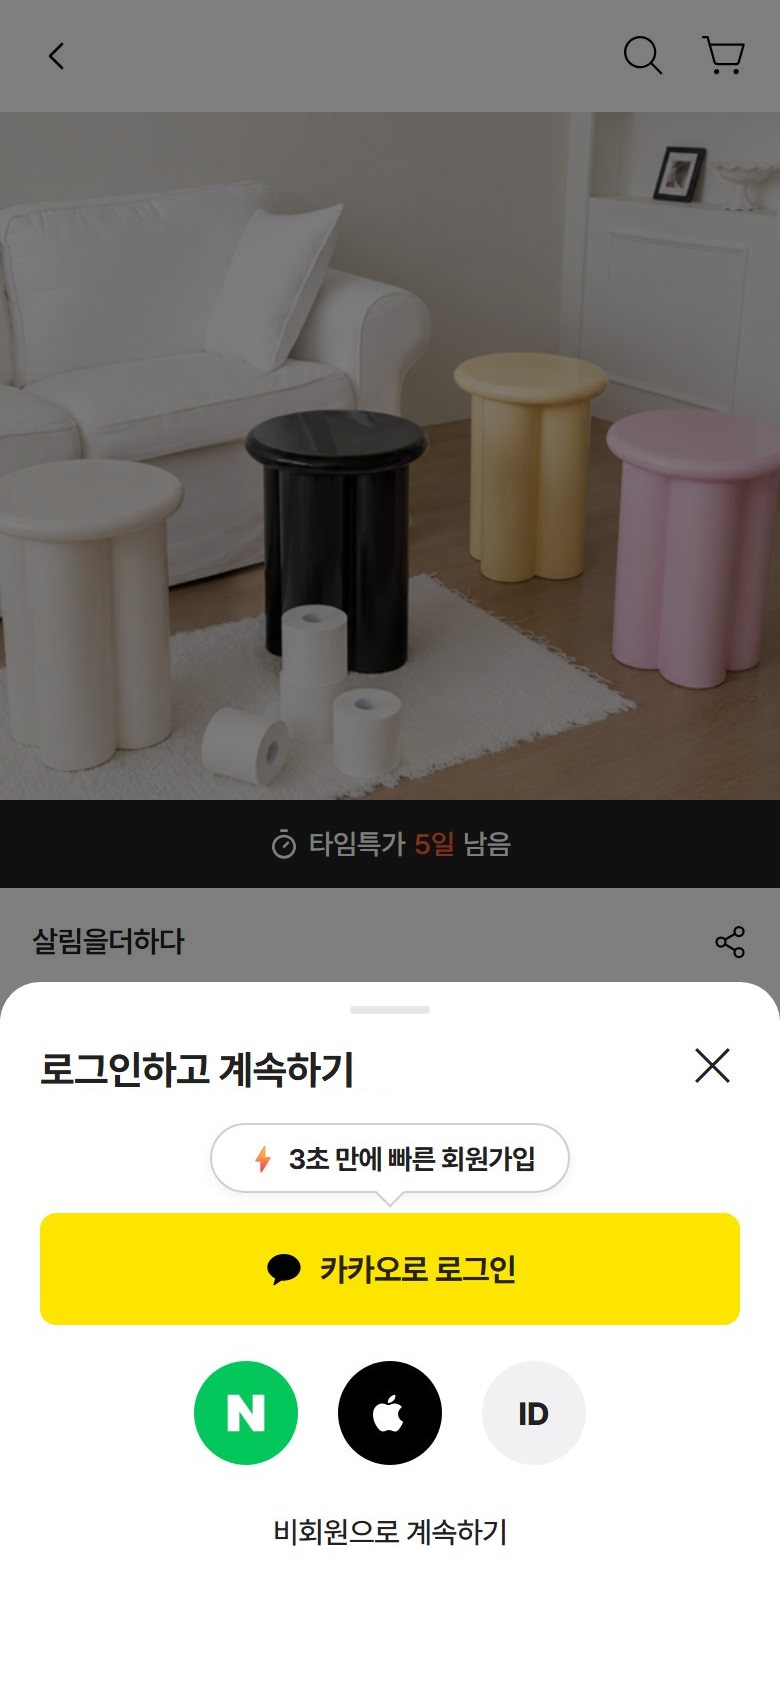 타임특가 5일 남음
살림을더하다
로그인하고 계속하기
3초 만에 빠른 회원가입
카카오로 로그인
N
ID
비회원으로 계속하기